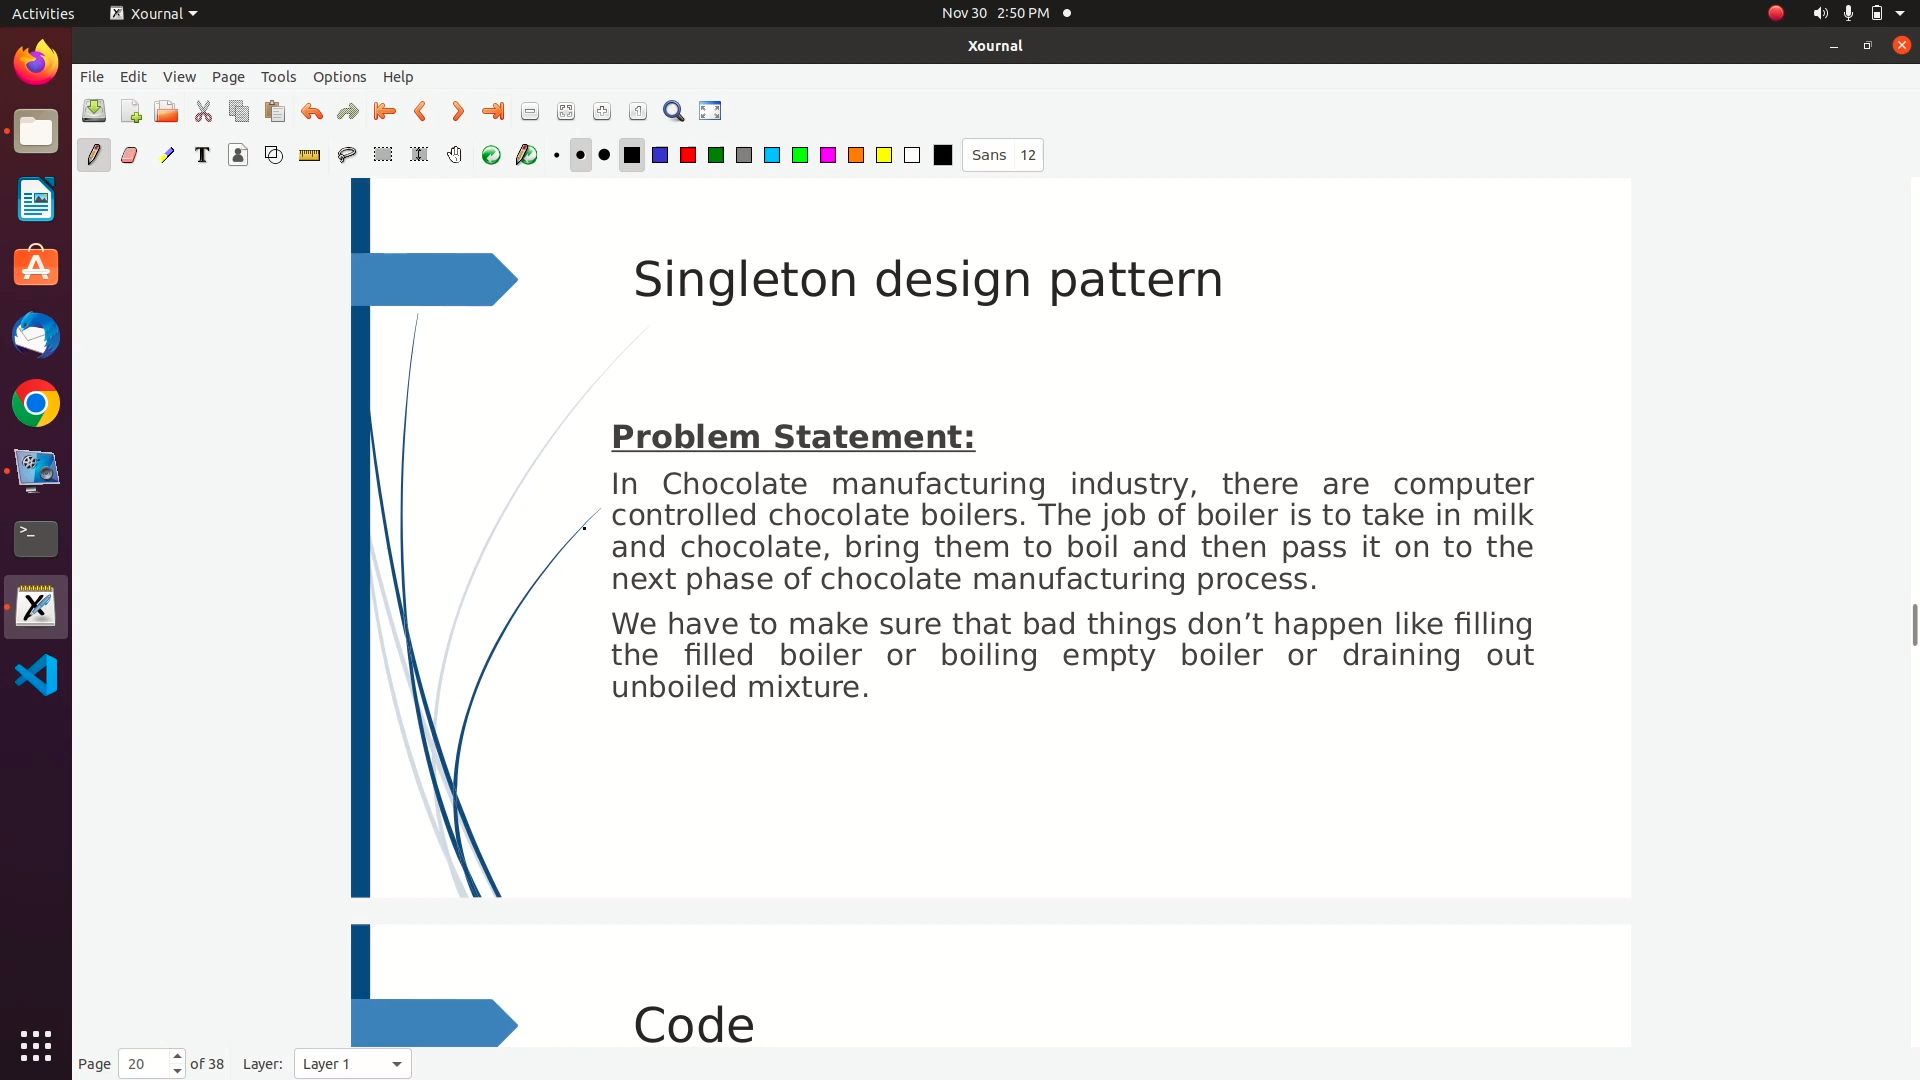 Activities
Xournal
Nov 30 2:50 PM
Xournal
File Edit View Page Tools Options Help
Sans 12
Singleton design pattern
Problem Statement:
In Chocolate manufacturing industry, there are computer
controlled chocolate boilers. The job of boiler is to take in milk
and chocolate, bring them to boil and then pass it on to the
next phase of chocolate manufacturing process.
We have to make sure that bad things don’t happen like filling
the filled boiler or boiling empty boiler or draining out
unboiled mixture.
Code
Page 20 of 38 Layer: Layer 1